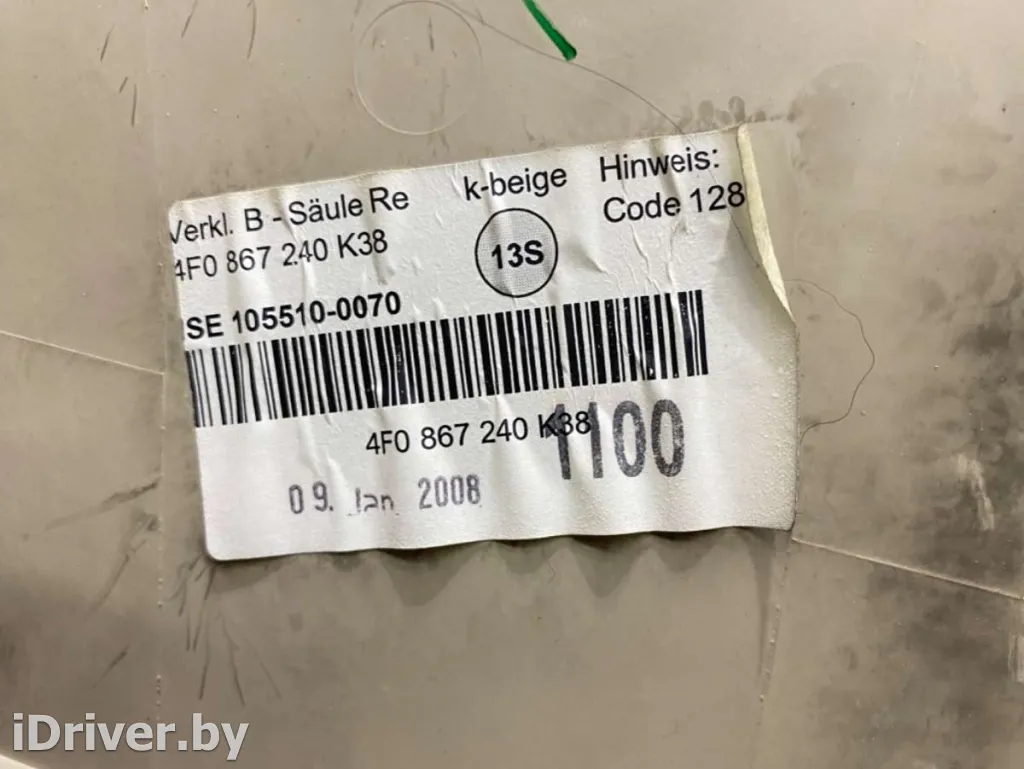 Verkl. B - Säule Re
k-beige
Hinweis:
4F0 867 240 K38
13S
Code 128
SE 105510-0070
4F0 867 240 K38
1100
09. Jan. 2008
iDriver.by